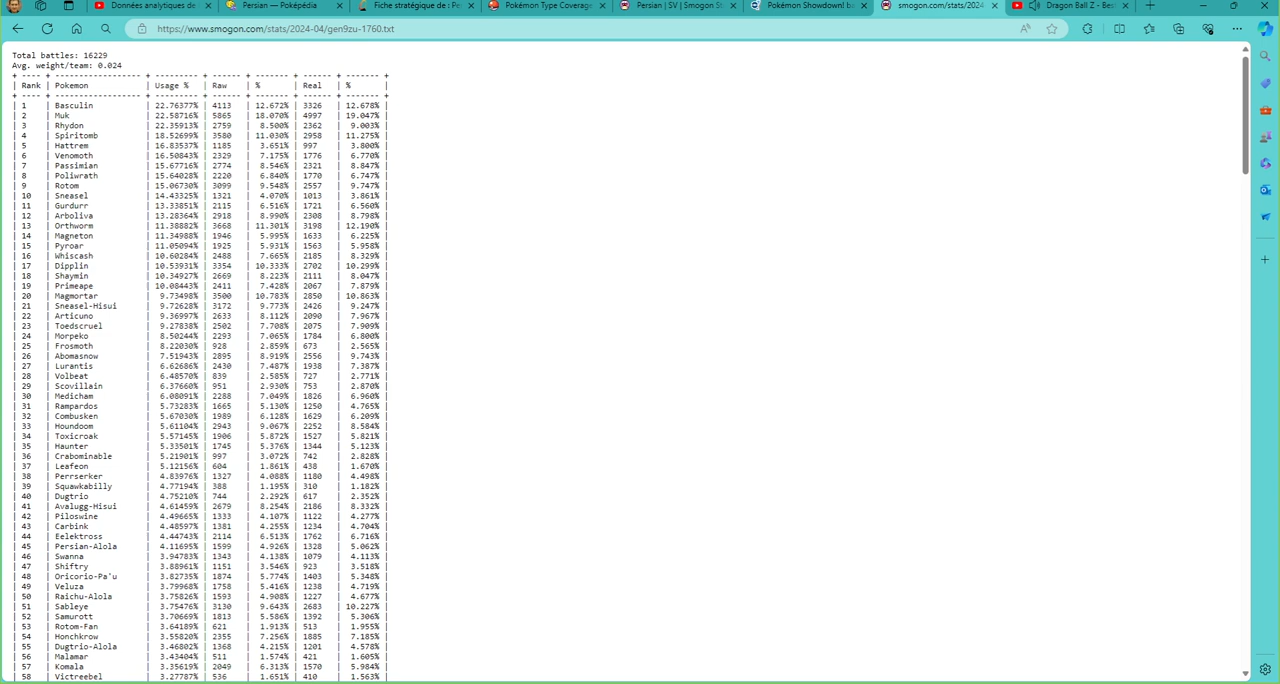 Données analytiques de
Persian — Poképédia
Fiche stratégique de : Pe
Pokémon Type Coverag
Persian | SV | Smogon St
Pokémon Showdown! ba
smogon.com/stats/2024
Dragon Ball Z - Bes
https://www.smogon.com/stats/2024-04/gen9zu-1760.txt
Total battles: 16229
Avg. weight/team: 0.024
+ ---- + ------------------ + --------- + ------ + ------- + ------ + ------- +
| Rank | Pokemon | Usage % | Raw | % | Real | % |
+ ---- + ------------------ + --------- + ------ + ------- + ------ + ------- +
| 1 | Basculin | 22.76377% | 4113 | 12.672% | 3326 | 12.678% |
| 2 | Muk | 22.58716% | 5865 | 18.070% | 4997 | 19.047% |
| 3 | Rhydon | 22.35913% | 2759 | 8.500% | 2362 | 9.003% |
| 4 | Spiritomb | 18.52699% | 3580 | 11.030% | 2958 | 11.275% |
| 5 | Hattrem | 16.83537% | 1185 | 3.651% | 997 | 3.800% |
| 6 | Venomoth | 16.50843% | 2329 | 7.175% | 1776 | 6.770% |
| 7 | Passimian | 15.67716% | 2774 | 8.546% | 2321 | 8.847% |
| 8 | Poliwrath | 15.64028% | 2220 | 6.840% | 1770 | 6.747% |
| 9 | Rotom | 15.06730% | 3099 | 9.548% | 2557 | 9.747% |
| 10 | Sneasel | 14.43325% | 1321 | 4.070% | 1013 | 3.861% |
| 11 | Gurdurr | 13.33851% | 2115 | 6.516% | 1721 | 6.560% |
| 12 | Arboliva | 13.28364% | 2918 | 8.990% | 2308 | 8.798% |
| 13 | Orthworm | 11.38882% | 3668 | 11.301% | 3198 | 12.190% |
| 14 | Magneton | 11.34988% | 1946 | 5.995% | 1633 | 6.225% |
| 15 | Pyroar | 11.05094% | 1925 | 5.931% | 1563 | 5.958% |
| 16 | Whiscash | 10.60284% | 2488 | 7.665% | 2185 | 8.329% |
| 17 | Dipplin | 10.53931% | 3354 | 10.333% | 2702 | 10.299% |
| 18 | Shaymin | 10.34927% | 2669 | 8.223% | 2111 | 8.047% |
| 19 | Primeape | 10.08443% | 2411 | 7.428% | 2067 | 7.879% |
| 20 | Magmortar | 9.73498% | 3500 | 10.783% | 2850 | 10.863% |
| 21 | Sneasel-Hisui | 9.72628% | 3172 | 9.773% | 2426 | 9.247% |
| 22 | Articuno | 9.36997% | 2633 | 8.112% | 2090 | 7.967% |
| 23 | Toedscruel | 9.27838% | 2502 | 7.708% | 2075 | 7.909% |
| 24 | Morpeko | 8.50244% | 2293 | 7.065% | 1784 | 6.800% |
| 25 | Frosmoth | 8.22030% | 928 | 2.859% | 673 | 2.565% |
| 26 | Abomasnow | 7.51943% | 2895 | 8.919% | 2556 | 9.743% |
| 27 | Lurantis | 6.62686% | 2430 | 7.487% | 1938 | 7.387% |
| 28 | Volbeat | 6.48570% | 839 | 2.585% | 727 | 2.771% |
| 29 | Scovillain | 6.37660% | 951 | 2.930% | 753 | 2.870% |
| 30 | Medicham | 6.08091% | 2288 | 7.049% | 1826 | 6.960% |
| 31 | Rampardos | 5.73283% | 1665 | 5.130% | 1250 | 4.765% |
| 32 | Combusken | 5.67030% | 1989 | 6.128% | 1629 | 6.209% |
| 33 | Houndoom | 5.61104% | 2943 | 9.067% | 2252 | 8.584% |
| 34 | Toxicroak | 5.57145% | 1906 | 5.872% | 1527 | 5.821% |
| 35 | Haunter | 5.33501% | 1745 | 5.376% | 1344 | 5.123% |
| 36 | Crabominable | 5.21901% | 997 | 3.072% | 742 | 2.828% |
| 37 | Leafeon | 5.12156% | 604 | 1.861% | 438 | 1.670% |
| 38 | Perrserker | 4.83976% | 1327 | 4.088% | 1180 | 4.498% |
| 39 | Squawkabilly | 4.77194% | 388 | 1.195% | 310 | 1.182% |
| 40 | Dugtrio | 4.75210% | 744 | 2.292% | 617 | 2.352% |
| 41 | Avalugg-Hisui | 4.61459% | 2679 | 8.254% | 2186 | 8.332% |
| 42 | Piloswine | 4.49665% | 1333 | 4.107% | 1122 | 4.277% |
| 43 | Carbink | 4.48597% | 1381 | 4.255% | 1234 | 4.704% |
| 44 | Eelektross | 4.44743% | 2114 | 6.513% | 1762 | 6.716% |
| 45 | Persian-Alola | 4.11695% | 1599 | 4.926% | 1328 | 5.062% |
| 46 | Swanna | 3.94783% | 1343 | 4.138% | 1079 | 4.113% |
| 47 | Shiftry | 3.88961% | 1151 | 3.546% | 923 | 3.518% |
| 48 | Oricorio-Pa'u | 3.82735% | 1874 | 5.774% | 1403 | 5.348% |
| 49 | Veluza | 3.79968% | 1758 | 5.416% | 1238 | 4.719% |
| 50 | Raichu-Alola | 3.75826% | 1593 | 4.908% | 1227 | 4.677% |
| 51 | Sableye | 3.75476% | 3130 | 9.643% | 2683 | 10.227% |
| 52 | Samurott | 3.70669% | 1813 | 5.586% | 1392 | 5.306% |
| 53 | Rotom-Fan | 3.64189% | 621 | 1.913% | 513 | 1.955% |
| 54 | Honchkrow | 3.55820% | 2355 | 7.256% | 1885 | 7.185% |
| 55 | Dugtrio-Alola | 3.46802% | 1368 | 4.215% | 1201 | 4.578% |
| 56 | Malamar | 3.43404% | 511 | 1.574% | 421 | 1.605% |
| 57 | Komala | 3.35619% | 2049 | 6.313% | 1570 | 5.984% |
| 58 | Victreebel | 3.27787% | 536 | 1.651% | 410 | 1.563% |